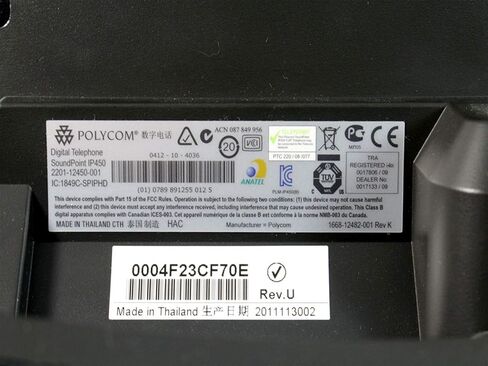 POLYCOM® 数字电话
ACN 087 849 956
Digital Telephone
SoundPoint IP450
2201-12450-001
IC:1849C-SPIPHD
0412 - 10 - 4036
(01) 0789 891255 012 5
20
VCI
ANATEL
PTC 220 / 08 /077
PLM-IP450(B)
TÜV
MI705
TRA
REGISTERED No:
0017806 / 09
DEALER No:
0017133 / 09
This device complies with Part 15 of the FCC Rules. Operation is subject to the following two conditions: (1) this device may not cause harmful
interference, and (2) this device must accept any interference received, including interference that may cause undesired operation. This Class B
digital apparatus complies with Canadian ICES-003. Cet appareil numérique de la classe B est conforme à la norme NMB-003 du Canada.
MADE IN THAILAND CTH 泰国制造 HAC
Manufacturer = Polycom
1668-12482-001 Rev K
0004F23CF70E
Rev.U
Made in Thailand 生产日期 2011113002